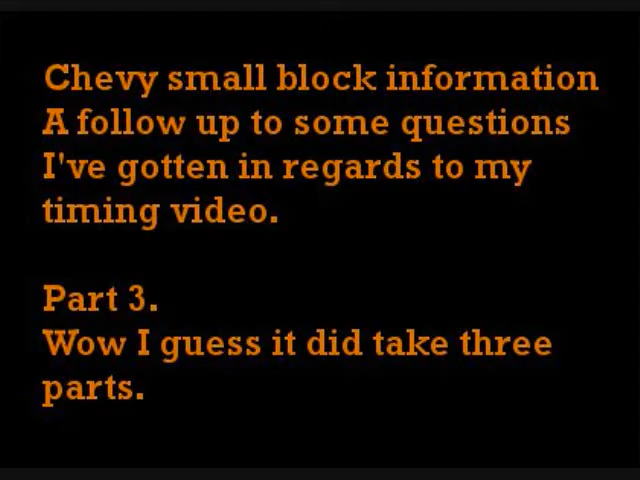 Chevy small block information
A follow up to some questions
I've gotten in regards to my
timing video.
Part 3.
Wow I guess it did take three
parts.